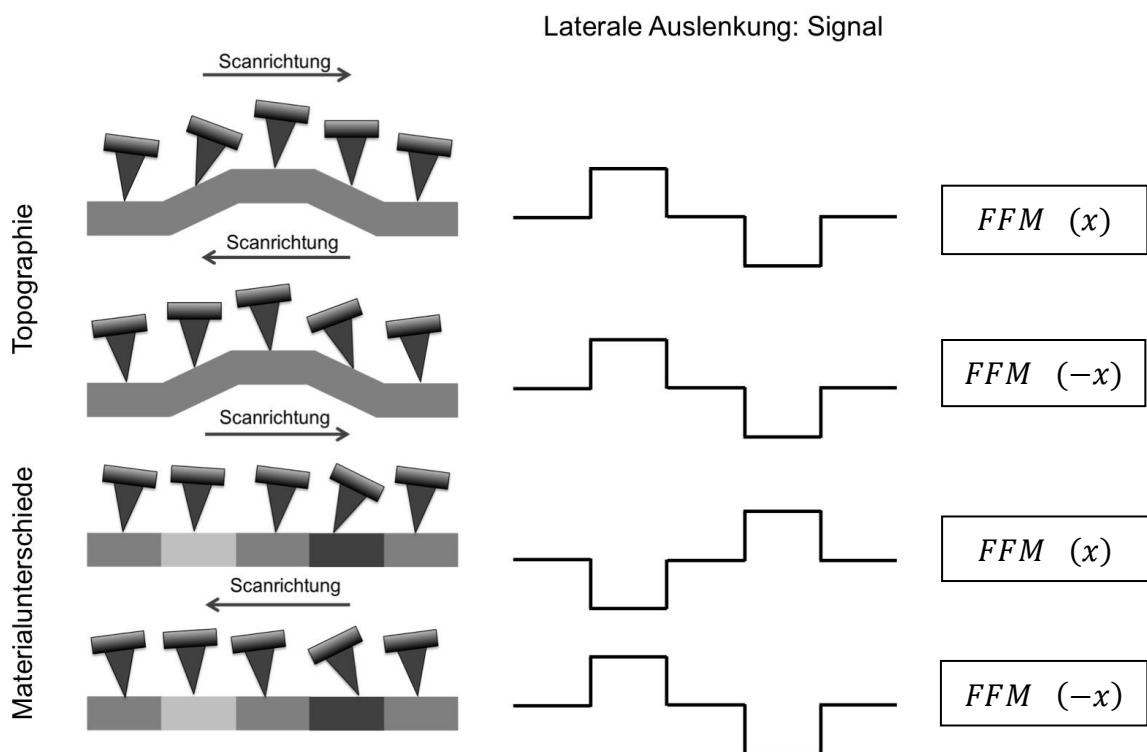 Laterale Auslenkung: Signal
Scanrichtung
Topographie
FFM (x)
Scanrichtung
FFM (−x)
Scanrichtung
Materialunterschiede
FFM (x)
Scanrichtung
FFM (−x)